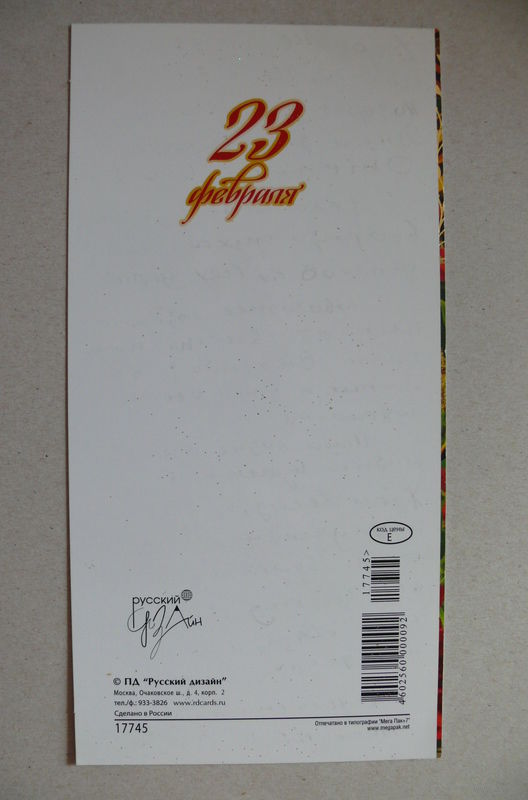 23
февраля
код цены
E
17745>
4602560000092
русский
дизАйн
© ПД "Русский дизайн"
Москва, Очаковское ш., д. 4, корп. 2
тел./ф.: 933-3826 www.rdcards.ru
Сделано в России
17745
Отпечатано в типографии "Мега Пак+7"
www.megapak.net